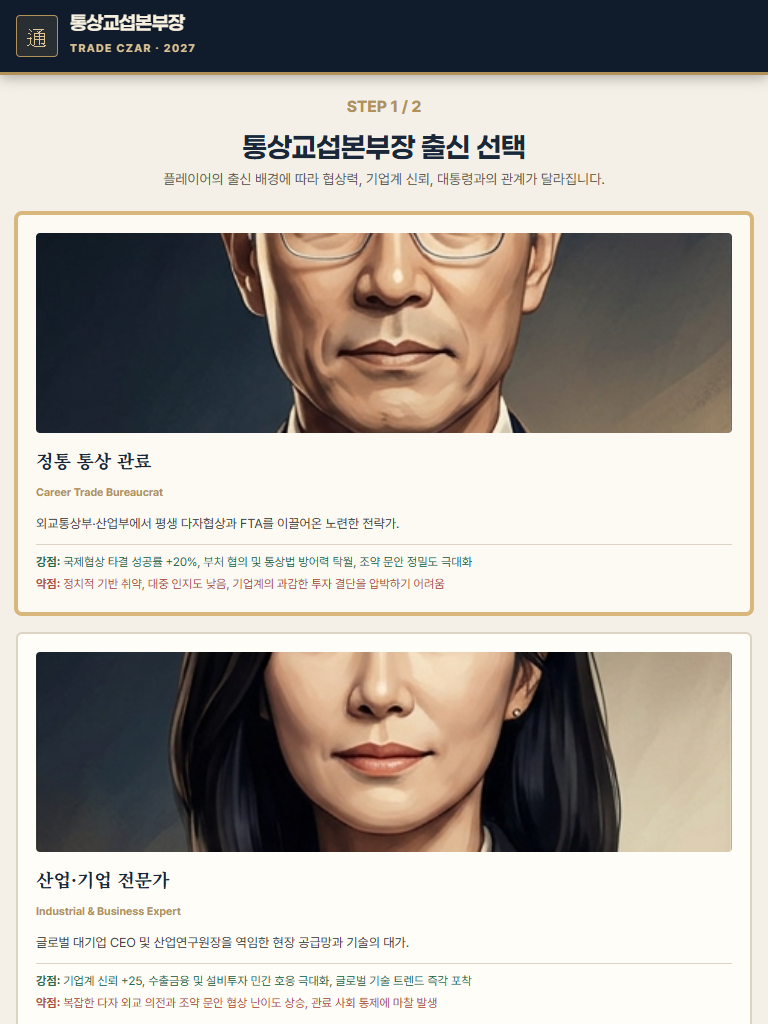 通
통상교섭본부장
TRADE CZAR · 2027
STEP 1 / 2
통상교섭본부장 출신 선택
플레이어의 출신 배경에 따라 협상력, 기업계 신뢰, 대통령과의 관계가 달라집니다.
정통 통상 관료
Career Trade Bureaucrat
외교통상부·산업부에서 평생 다자협상과 FTA를 이끌어온 노련한 전략가.
강점: 국제협상 타결 성공률 +20%, 부처 협의 및 통상법 방어력 탁월, 조약 문안 정밀도 극대화
약점: 정치적 기반 취약, 대중 인지도 낮음, 기업계의 과감한 투자 결단을 압박하기 어려움
산업·기업 전문가
Industrial & Business Expert
글로벌 대기업 CEO 및 산업연구원장을 역임한 현장 공급망과 기술의 대가.
강점: 기업계 신뢰 +25, 수출금융 및 설비투자 민간 호응 극대화, 글로벌 기술 트렌드 즉각 포착
약점: 복잡한 다자 외교 의전과 조약 문안 협상 난이도 상승, 관료 사회 통제에 마찰 발생